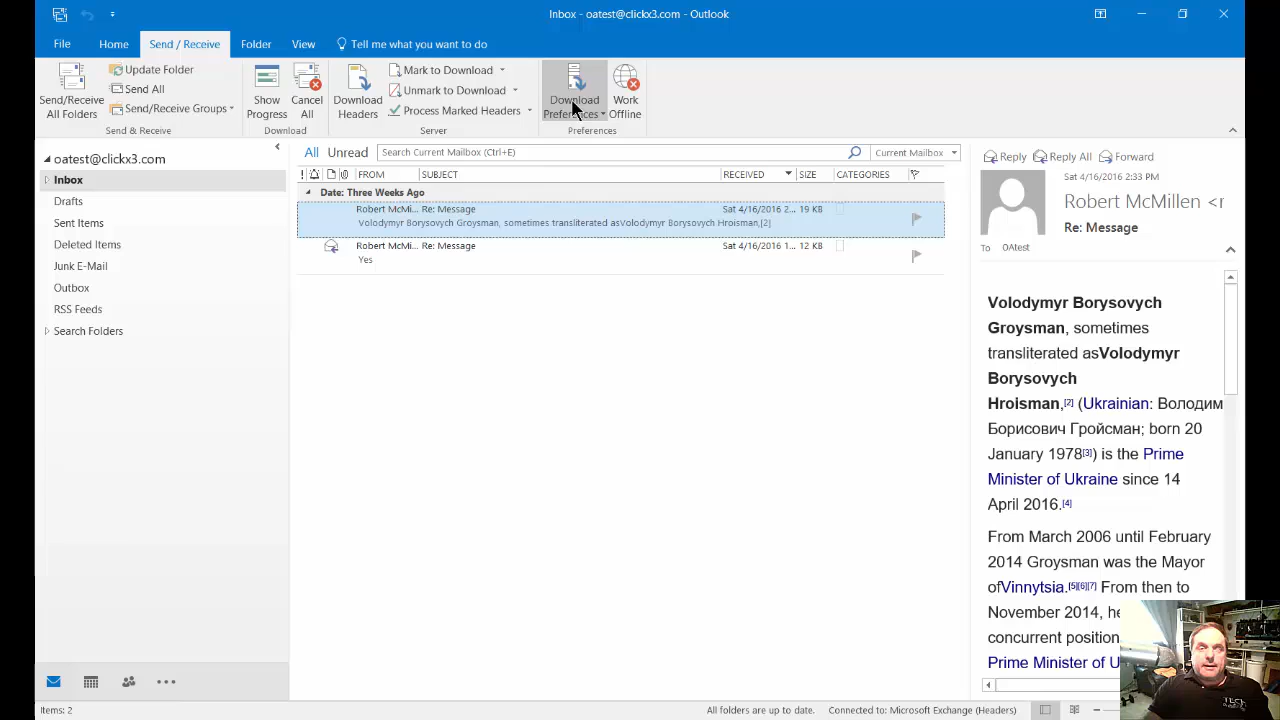 Inbox - oatest@clickx3.com - Outlook
File Home Send / Receive Folder View Tell me what you want to do
Send/Receive All Folders
Update Folder
Send All
Send/Receive Groups
Send & Receive
Show Progress
Cancel All
Download
Download Headers
Mark to Download
Unmark to Download
Process Marked Headers
Server
Download Preferences
Work Offline
Preferences
oatest@clickx3.com
Inbox
Drafts
Sent Items
Deleted Items
Junk E-Mail
Outbox
RSS Feeds
Search Folders
All Unread Search Current Mailbox (Ctrl+E) Current Mailbox
! FROM SUBJECT RECEIVED SIZE CATEGORIES
Date: Three Weeks Ago
Robert McMi... Re: Message Sat 4/16/2016 2... 19 KB
Volodymyr Borysovych Groysman, sometimes transliterated asVolodymyr Borysovych Hroisman,[2]
Robert McMi... Re: Message Sat 4/16/2016 1... 12 KB
Yes
Reply Reply All Forward
Sat 4/16/2016 2:33 PM
Robert McMillen <r
Re: Message
To OAtest
Volodymyr Borysovych
Groysman, sometimes
transliterated asVolodymyr
Borysovych
Hroisman,[2] (Ukrainian: Володим
Борисович Гройсман; born 20
January 1978[3]) is the Prime
Minister of Ukraine since 14
April 2016.[4]
From March 2006 until February
2014 Groysman was the Mayor
ofVinnytsia.[5][6][7] From then to
November 2014, he
concurrent position
Prime Minister of U
TECH
Items: 2 All folders are up to date. Connected to: Microsoft Exchange (Headers)